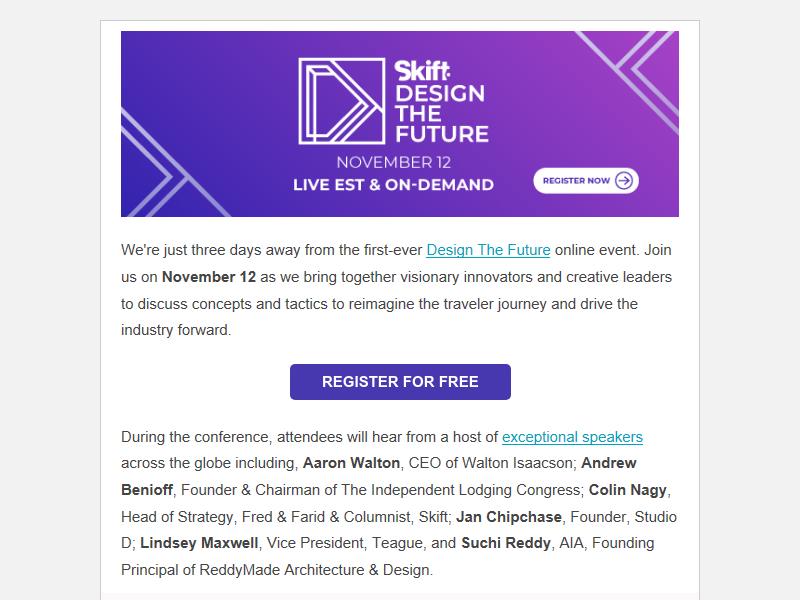 Skift:
DESIGN
THE
FUTURE
NOVEMBER 12
LIVE EST & ON-DEMAND
REGISTER NOW
We're just three days away from the first-ever Design The Future online event. Join
us on November 12 as we bring together visionary innovators and creative leaders
to discuss concepts and tactics to reimagine the traveler journey and drive the
industry forward.
REGISTER FOR FREE
During the conference, attendees will hear from a host of exceptional speakers
across the globe including, Aaron Walton, CEO of Walton Isaacson; Andrew
Benioff, Founder & Chairman of The Independent Lodging Congress; Colin Nagy,
Head of Strategy, Fred & Farid & Columnist, Skift; Jan Chipchase, Founder, Studio
D; Lindsey Maxwell, Vice President, Teague, and Suchi Reddy, AIA, Founding
Principal of ReddyMade Architecture & Design.